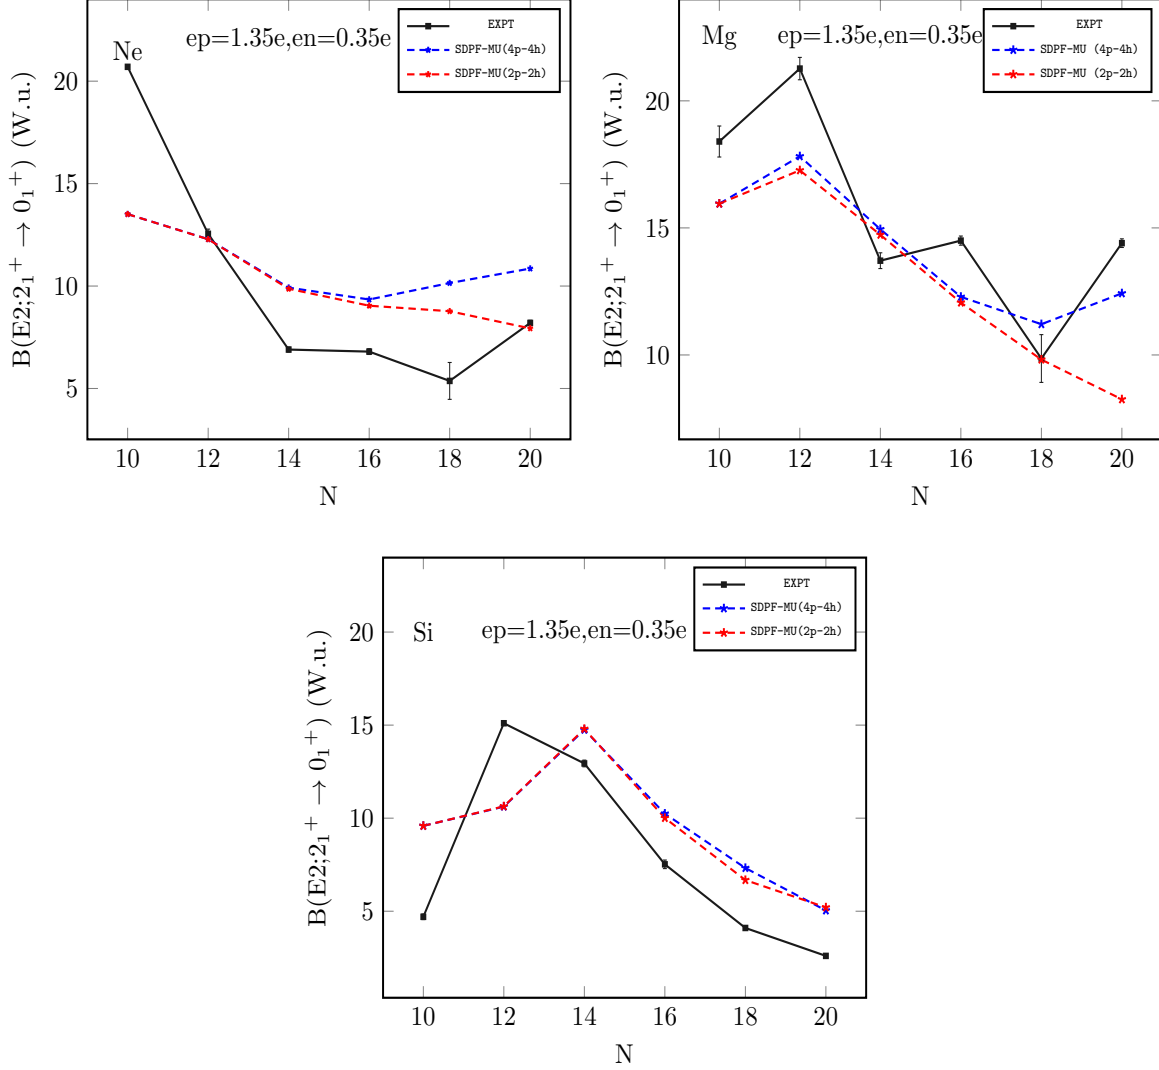 Ne
ep=1.35e,en=0.35e
EXPT
SDPF-MU(4p-4h)
SDPF-MU(2p-2h)
20
15
10
5
B(E2;2₁⁺ → 0₁⁺) (W.u.)
10 12 14 16 18 20
N
Mg
ep=1.35e,en=0.35e
EXPT
SDPF-MU (4p-4h)
SDPF-MU (2p-2h)
20
15
10
B(E2;2₁⁺ → 0₁⁺) (W.u.)
10 12 14 16 18 20
N
Si
ep=1.35e,en=0.35e
EXPT
SDPF-MU(4p-4h)
SDPF-MU(2p-2h)
20
15
10
5
B(E2;2₁⁺ → 0₁⁺) (W.u.)
10 12 14 16 18 20
N